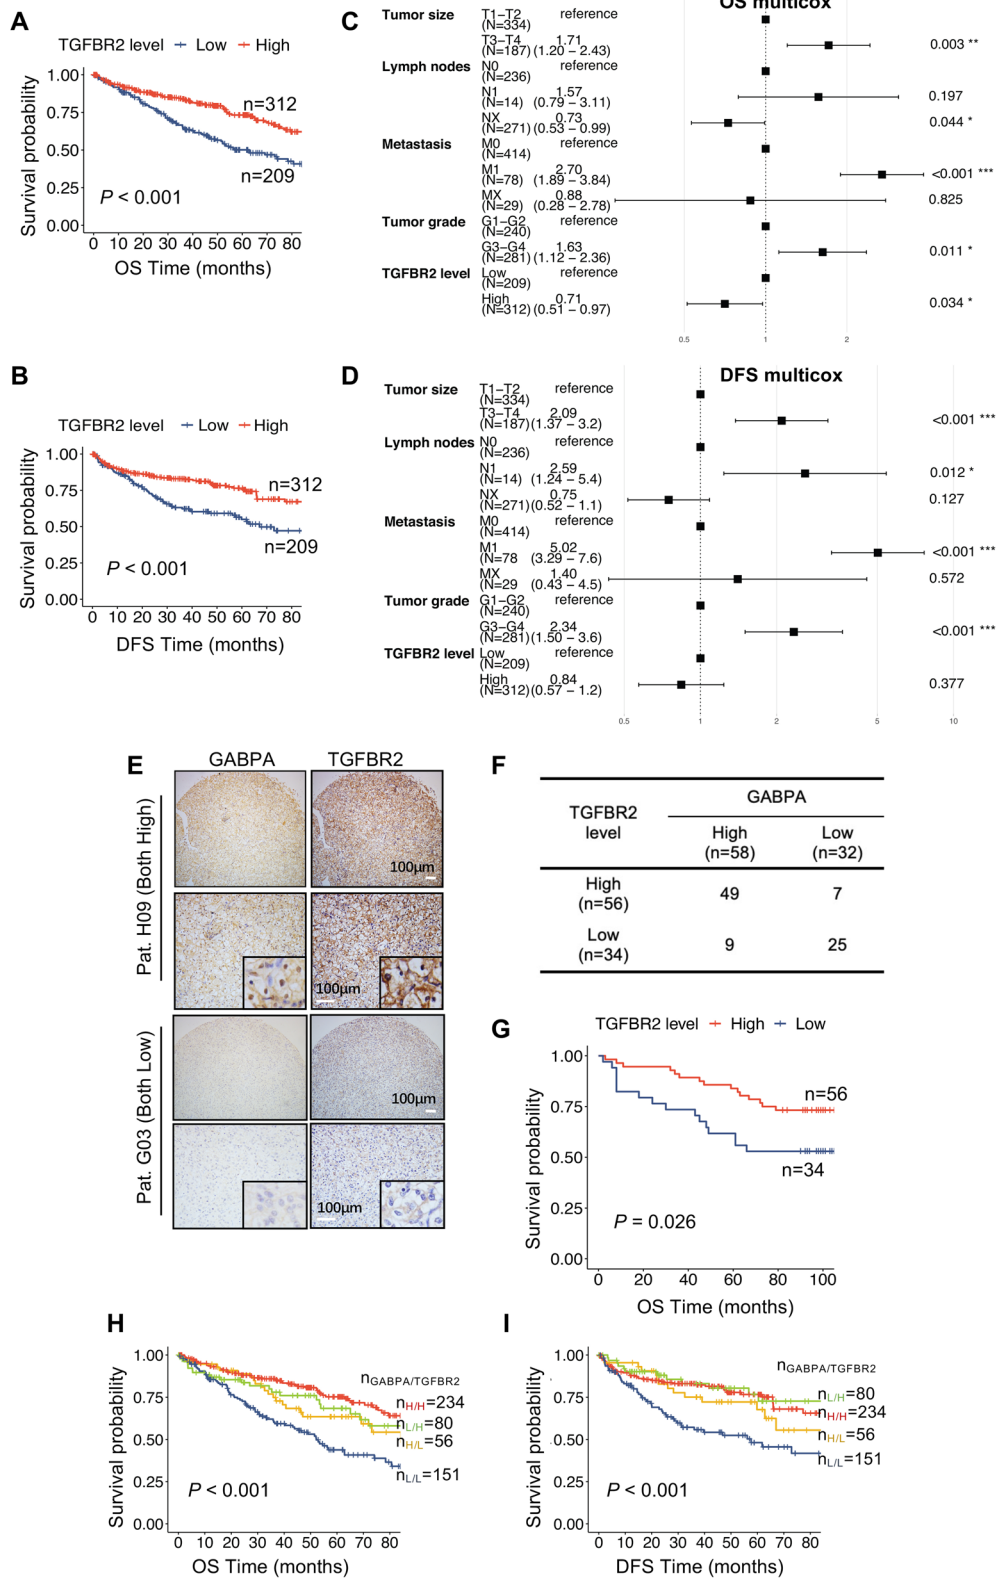 A
TGFBR2 level Low High
1.00
0.75
0.50
0.25
0.00
Survival probability
n=312
n=209
P < 0.001
0 10 20 30 40 50 60 70 80
OS Time (months)
B
TGFBR2 level Low High
1.00
0.75
0.50
0.25
0.00
Survival probability
n=312
n=209
P < 0.001
0 10 20 30 40 50 60 70 80
DFS Time (months)
C
OS multicox
Tumor size T1–T2 reference
(N=334)
T3–T4 1.71 0.003 **
(N=187) (1.20 – 2.43)
Lymph nodes N0 reference
(N=236)
N1 1.57 0.197
(N=14) (0.79 – 3.11)
NX 0.73 0.044 *
(N=271) (0.53 – 0.99)
Metastasis M0 reference
(N=414)
M1 2.70 <0.001 ***
(N=78) (1.89 – 3.84)
MX 0.88 0.825
(N=29) (0.28 – 2.78)
Tumor grade G1–G2 reference
(N=240)
G3–G4 1.63 0.011 *
(N=281) (1.12 – 2.36)
TGFBR2 level Low reference
(N=209)
High 0.71 0.034 *
(N=312) (0.51 – 0.97)
0.5 1 2
D
DFS multicox
Tumor size T1–T2 reference
(N=334)
T3–T4 2.09 <0.001 ***
(N=187) (1.37 – 3.2)
Lymph nodes N0 reference
(N=236)
N1 2.59 0.012 *
(N=14) (1.24 – 5.4)
NX 0.75 0.127
(N=271) (0.52 – 1.1)
Metastasis M0 reference
(N=414)
M1 5.02 <0.001 ***
(N=78 (3.29 – 7.6)
MX 1.40 0.572
(N=29 (0.43 – 4.5)
Tumor grade G1–G2 reference
(N=240)
G3–G4 2.34 <0.001 ***
(N=281) (1.50 – 3.6)
TGFBR2 level Low reference
(N=209)
High 0.84 0.377
(N=312) (0.57 – 1.2)
0.5 1 2 5 10
E
GABPA TGFBR2
Pat. H09 (Both High)
100μm
100μm
Pat. G03 (Both Low)
100μm
100μm
F
TGFBR2 level GABPA
High (n=58) Low (n=32)
High (n=56) 49 7
Low (n=34) 9 25
G
TGFBR2 level High Low
1.00
0.75
0.50
0.25
0.00
Survival probability
n=56
n=34
P = 0.026
0 20 40 60 80 100
OS Time (months)
H
1.00
0.75
0.50
0.25
0.00
Survival probability
nGABPA/TGFBR2
nH/H=234
nL/H=80
nH/L=56
nL/L=151
P < 0.001
0 10 20 30 40 50 60 70 80
OS Time (months)
I
1.00
0.75
0.50
0.25
0.00
Survival probability
nGABPA/TGFBR2
nL/H=80
nH/H=234
nH/L=56
nL/L=151
P < 0.001
0 10 20 30 40 50 60 70 80
DFS Time (months)